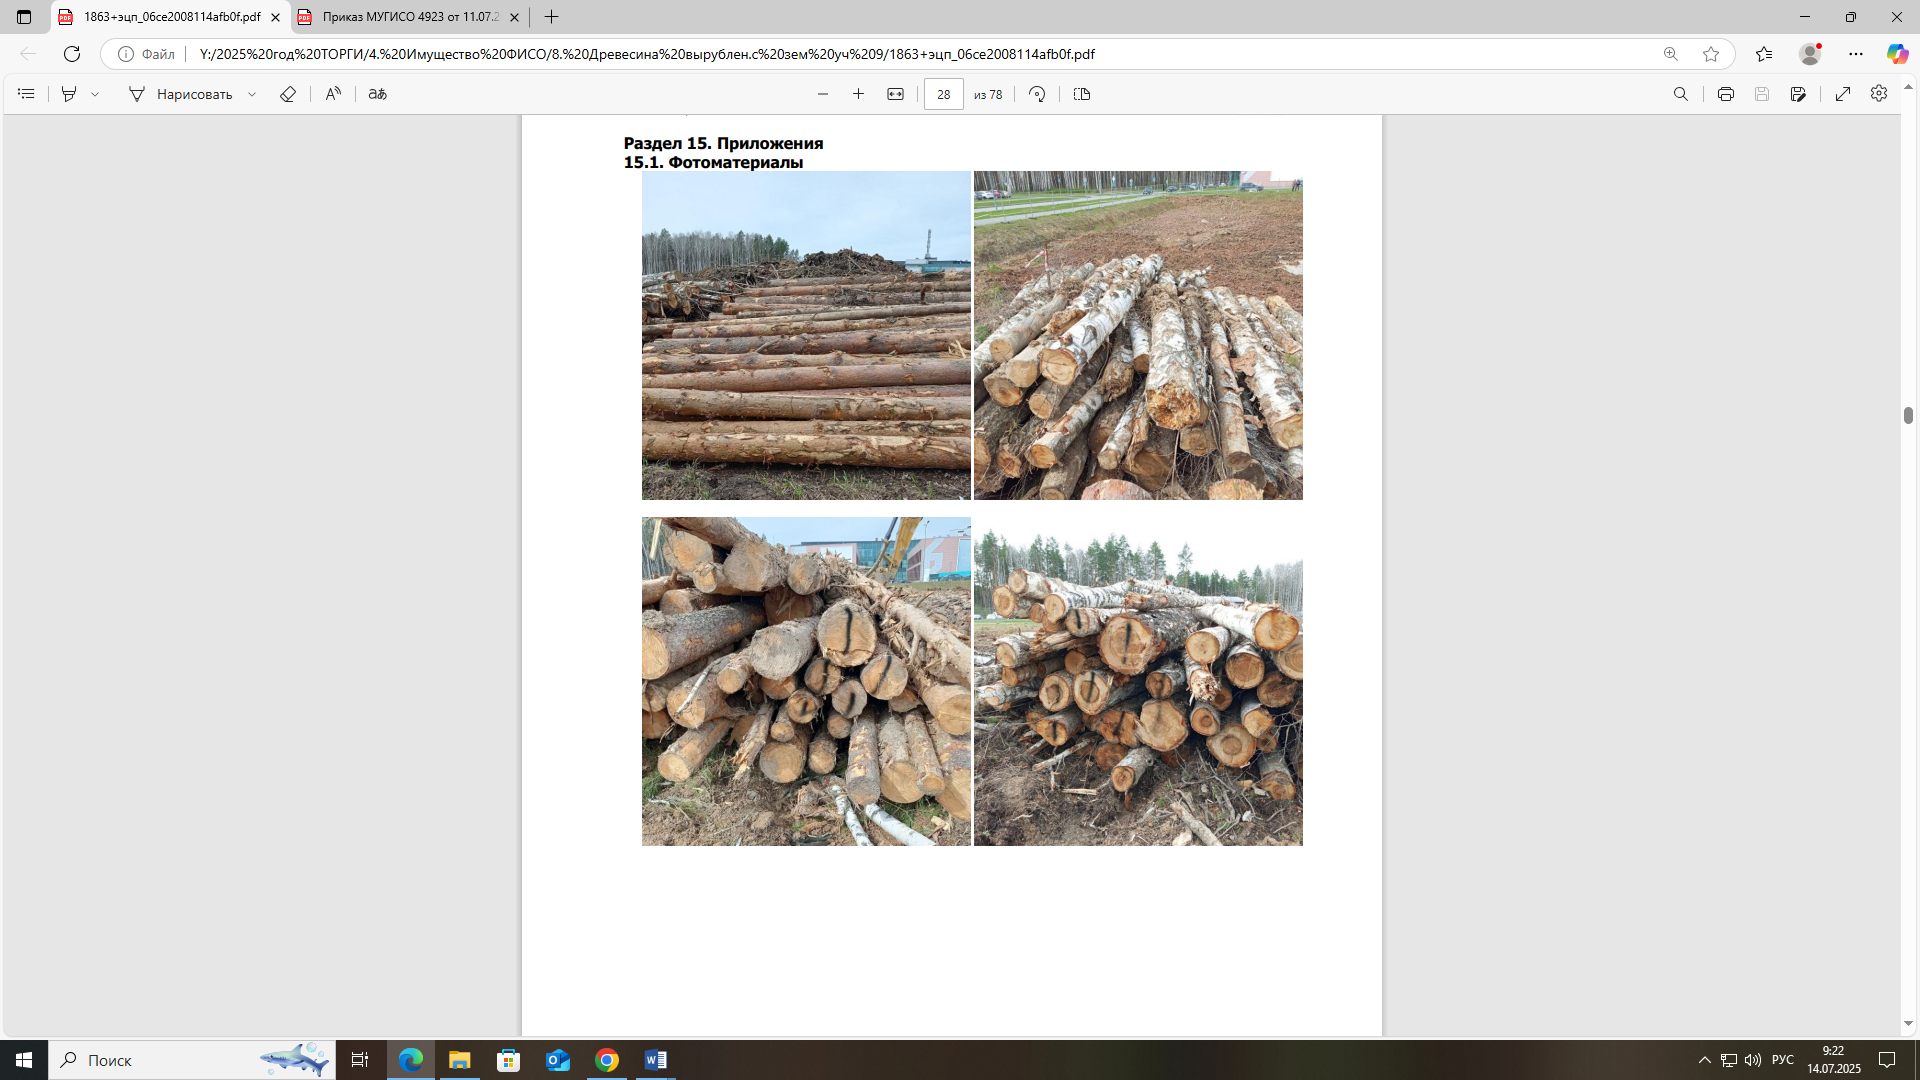 1863+эцп_06ce2008114afb0f.pdf
Приказ МУГИСО 4923 от 11.07.2
Файл
Y:/2025%20год%20ТОРГИ/4.%20Имущество%20ФИСО/8.%20Древесина%20вырублен.с%20зем%20уч%209/1863+эцп_06ce2008114afb0f.pdf
Нарисовать
аあ
28 из 78
Раздел 15. Приложения
15.1. Фотоматериалы
Поиск
РУС
9:22
14.07.2025